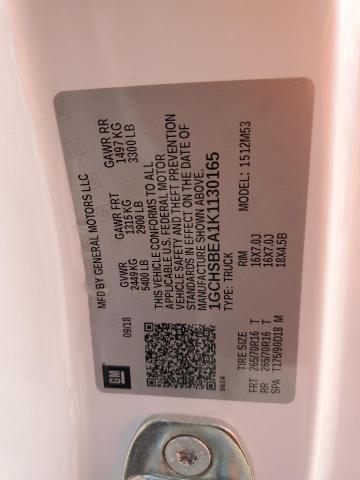 MFD BY GENERAL MOTORS LLC
09/18
GVWR
2449 KG
5400 LB
GAWR FRT
1315 KG
2900 LB
GAWR RR
1497 KG
3300 LB
THIS VEHICLE CONFORMS TO ALL
APPLICABLE U.S. FEDERAL MOTOR
VEHICLE SAFETY AND THEFT PREVENTION
STANDARDS IN EFFECT ON THE DATE OF
MANUFACTURE SHOWN ABOVE.
1GCHSBEA1K1130165
TYPE: TRUCK
MODEL: 1512M53
GM
0624
TIRE SIZE RIM
FRT 265/70R16 T 16X7.0J
RR 265/70R16 T 16X7.0J
SPA T175/90D18 M 18X4.5B